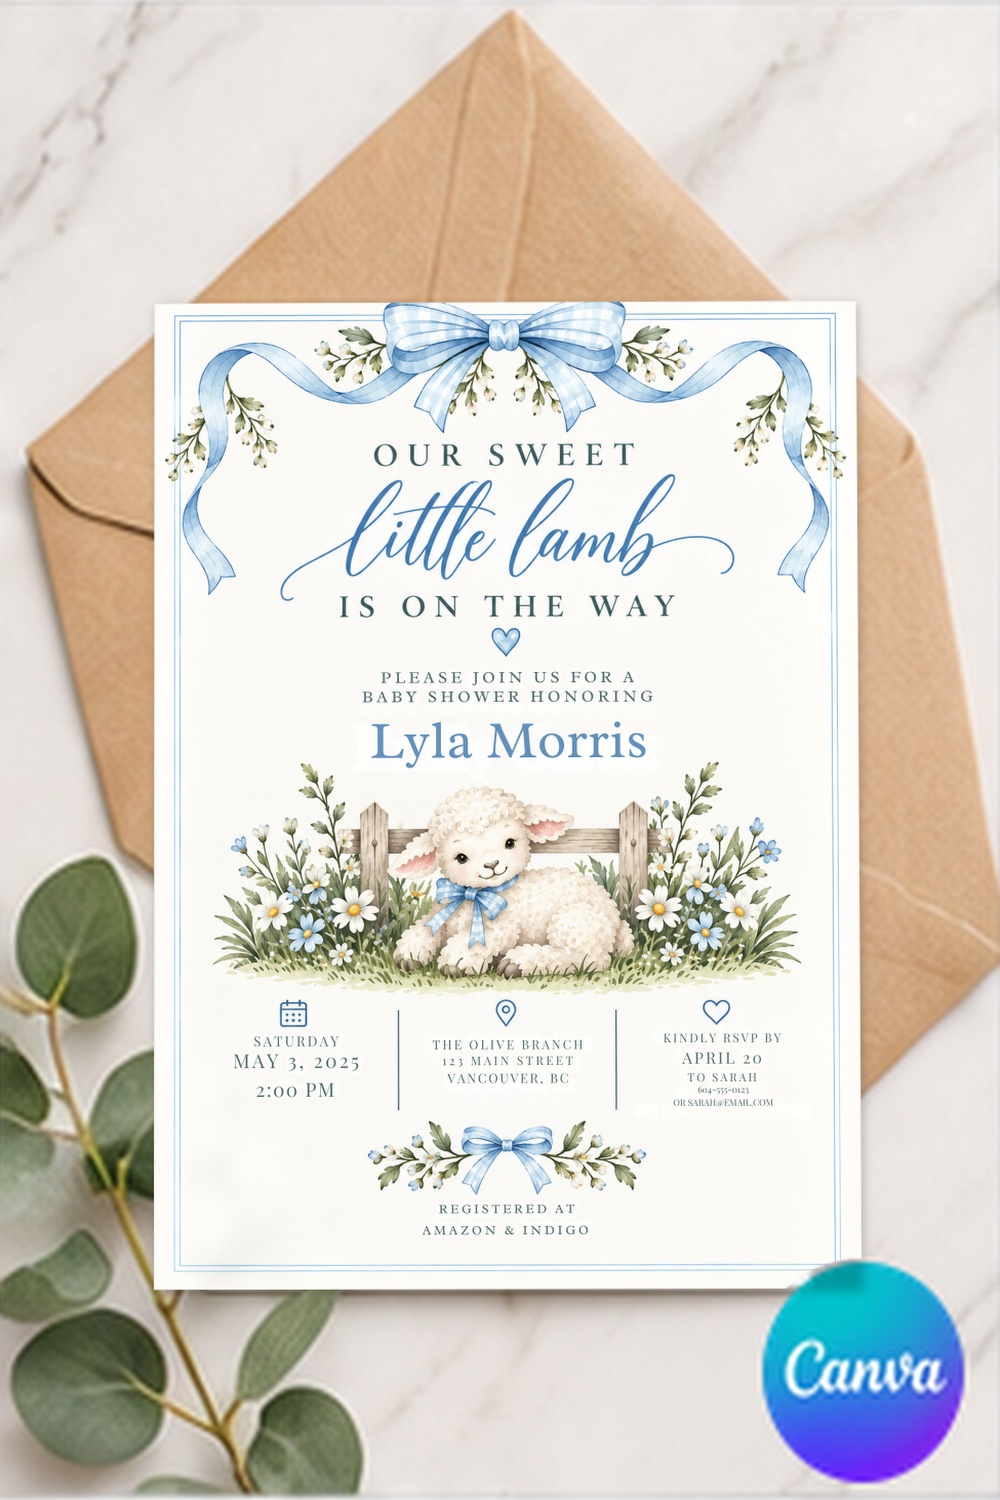 OUR SWEET
little lamb
IS ON THE WAY
PLEASE JOIN US FOR A
BABY SHOWER HONORING
Lyla Morris
SATURDAY
MAY 3, 2025
2:00 PM
THE OLIVE BRANCH
123 MAIN STREET
VANCOUVER, BC
KINDLY RSVP BY
APRIL 20
TO SARAH
604-555-0123
OR SARAH@EMAIL.COM
REGISTERED AT
AMAZON & INDIGO
Canva